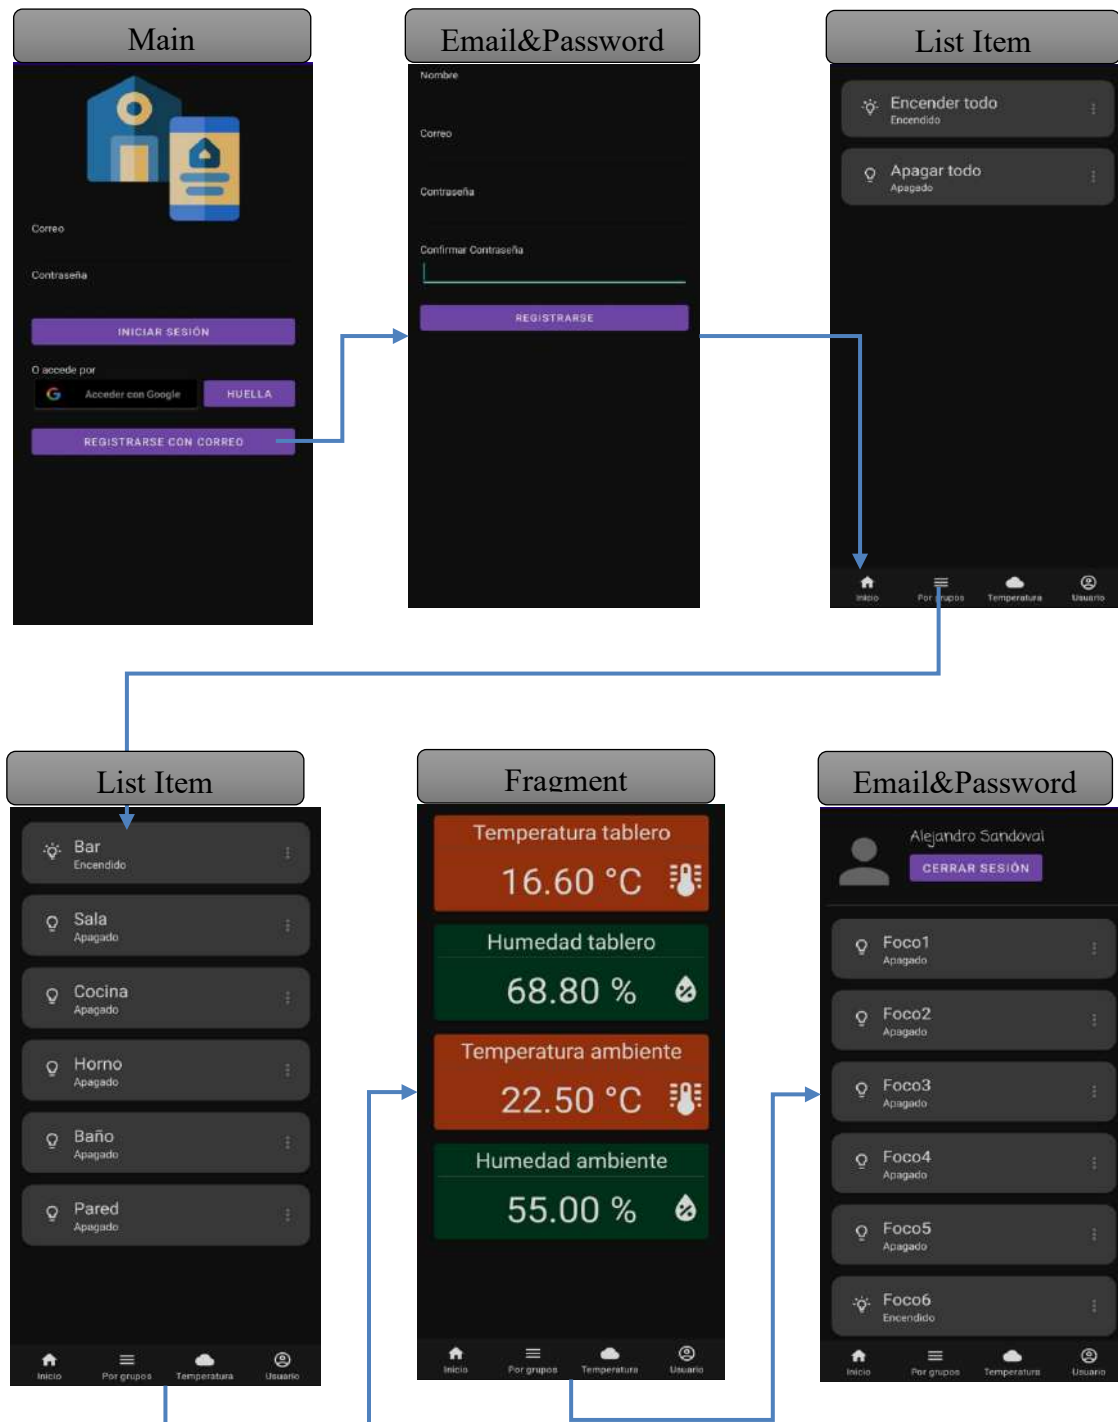 Main
Correo
Contraseña
INICIAR SESIÓN
O accede por
G Acceder con Google
HUELLA
REGISTRARSE CON CORREO
Email&Password
Nombre
Correo
Contraseña
Confirmar Contraseña
REGISTRARSE
List Item
Encender todo
Encendido
Apagar todo
Apagado
Inicio Por grupos Temperatura Usuario
List Item
Bar
Encendido
Sala
Apagado
Cocina
Apagado
Horno
Apagado
Baño
Apagado
Pared
Apagado
Inicio Por grupos Temperatura Usuario
Fragment
Temperatura tablero
16.60 °C
Humedad tablero
68.80 %
Temperatura ambiente
22.50 °C
Humedad ambiente
55.00 %
Inicio Por grupos Temperatura Usuario
Email&Password
Alejandro Sandoval
CERRAR SESIÓN
Foco1
Apagado
Foco2
Apagado
Foco3
Apagado
Foco4
Apagado
Foco5
Apagado
Foco6
Encendido
Inicio Por grupos Temperatura Usuario